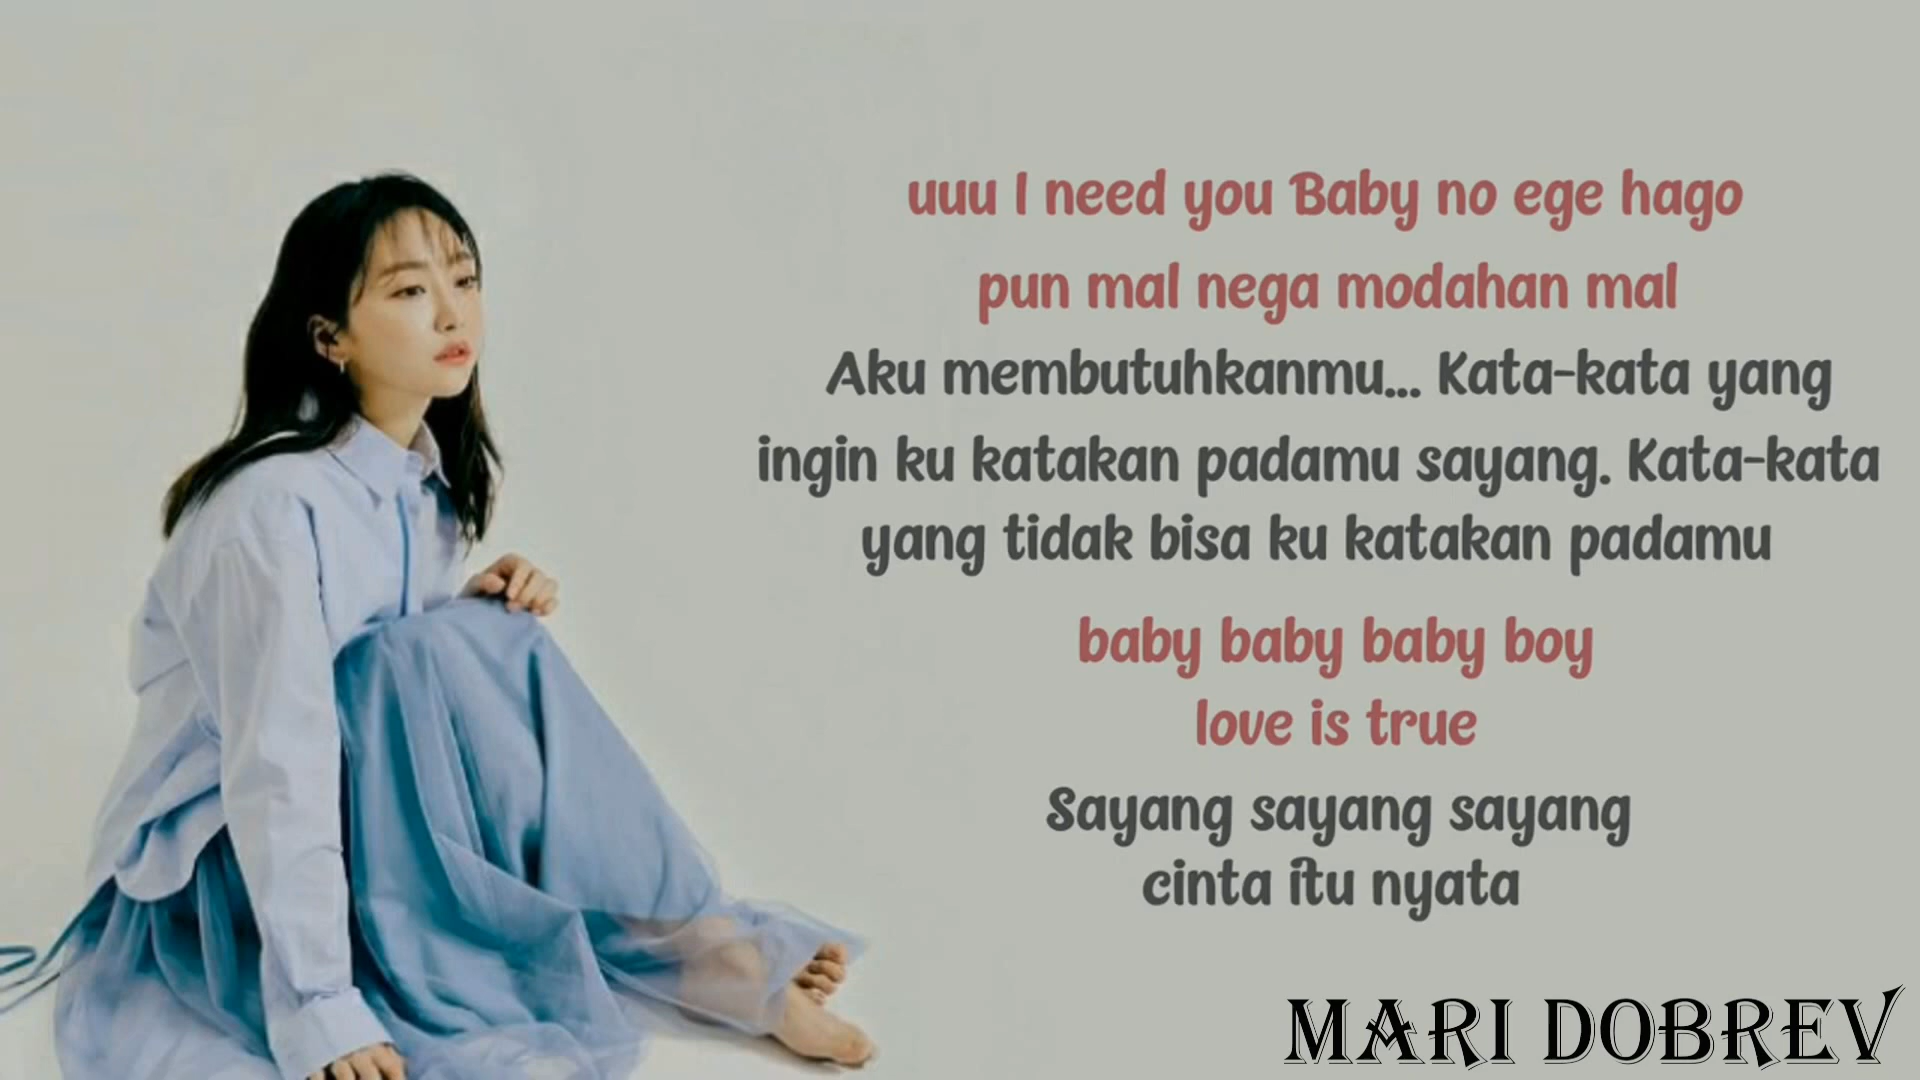 uuu I need you Baby no ege hago
pun mal nega modahan mal
Aku membutuhkanmu... Kata-kata yang
ingin ku katakan padamu sayang. Kata-kata
yang tidak bisa ku katakan padamu
baby baby baby boy
love is true
Sayang sayang sayang
cinta itu nyata
MARI DOBREV